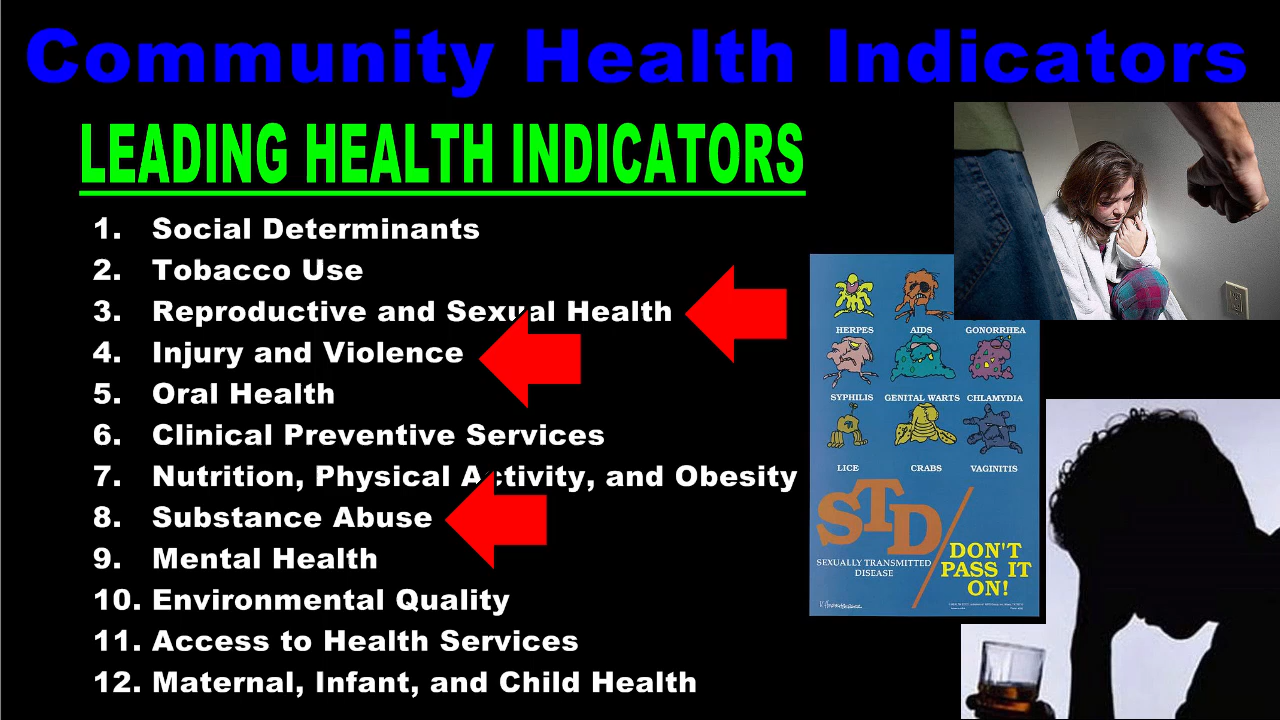 Community Health Indicators
LEADING HEALTH INDICATORS
1. Social Determinants
2. Tobacco Use
3. Reproductive and Sexual Health
4. Injury and Violence
5. Oral Health
6. Clinical Preventive Services
7. Nutrition, Physical Activity, and Obesity
8. Substance Abuse
9. Mental Health
10. Environmental Quality
11. Access to Health Services
12. Maternal, Infant, and Child Health
HERPES AIDS GONORRHEA
SYPHILIS GENITAL WARTS CHLAMYDIA
LICE CRABS VAGINITIS
STD
SEXUALLY TRANSMITTED
DISEASE
DON'T
PASS IT
ON!